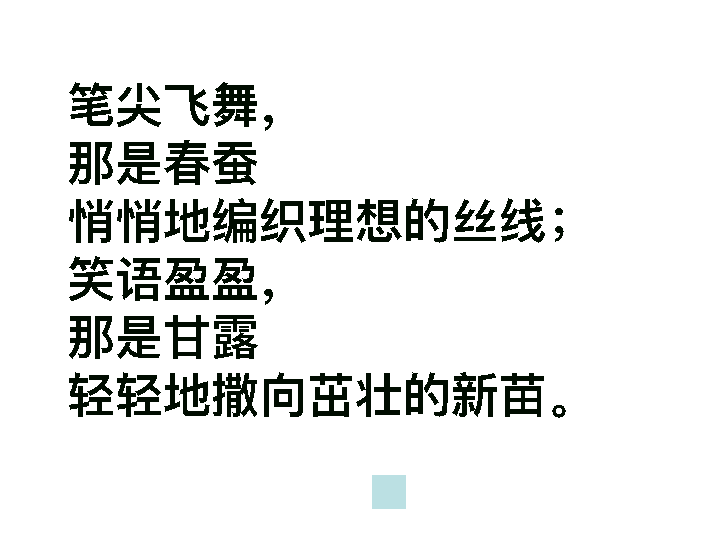 笔尖飞舞，
那是春蚕
悄悄地编织理想的丝线；
笑语盈盈，
那是甘露
轻轻地撒向茁壮的新苗。